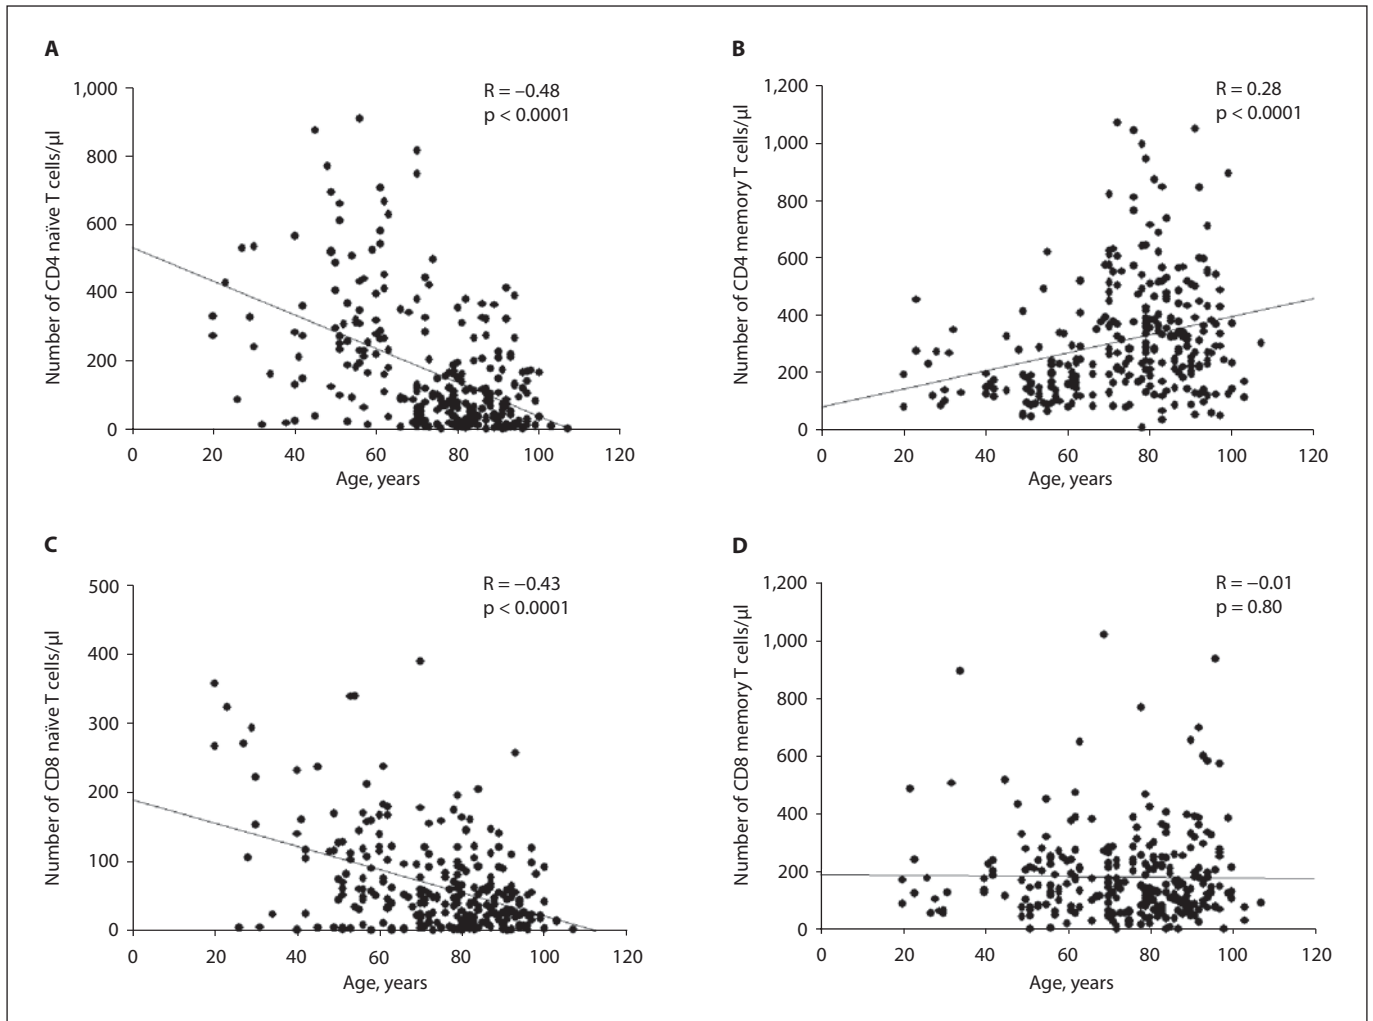 A
R = –0.48
p < 0.0001
Number of CD4 naïve T cells/µl
1,000
800
600
400
200
0
0 20 40 60 80 100 120
Age, years
B
R = 0.28
p < 0.0001
Number of CD4 memory T cells/µl
1,200
1,000
800
600
400
200
0
0 20 40 60 80 100 120
Age, years
C
R = –0.43
p < 0.0001
Number of CD8 naïve T cells/µl
500
400
300
200
100
0
0 20 40 60 80 100 120
Age, years
D
R = –0.01
p = 0.80
Number of CD8 memory T cells/µl
1,200
1,000
800
600
400
200
0
0 20 40 60 80 100 120
Age, years